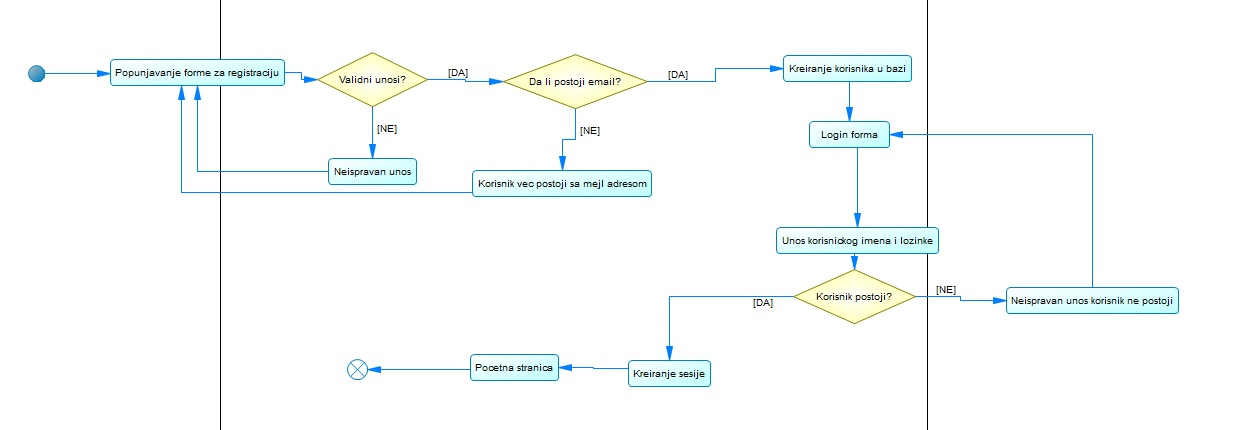 Popunjavanje forme za registraciju
Validni unosi?
[DA]
Da li postoji email?
[DA]
Kreiranje korisnika u bazi
[NE]
[NE]
Login forma
Neispravan unos
Korisnik vec postoji sa mejl adresom
Unos korisnickog imena i lozinke
Korisnik postoji?
[DA]
[NE]
Neispravan unos korisnik ne postoji
Pocetna stranica
Kreiranje sesije